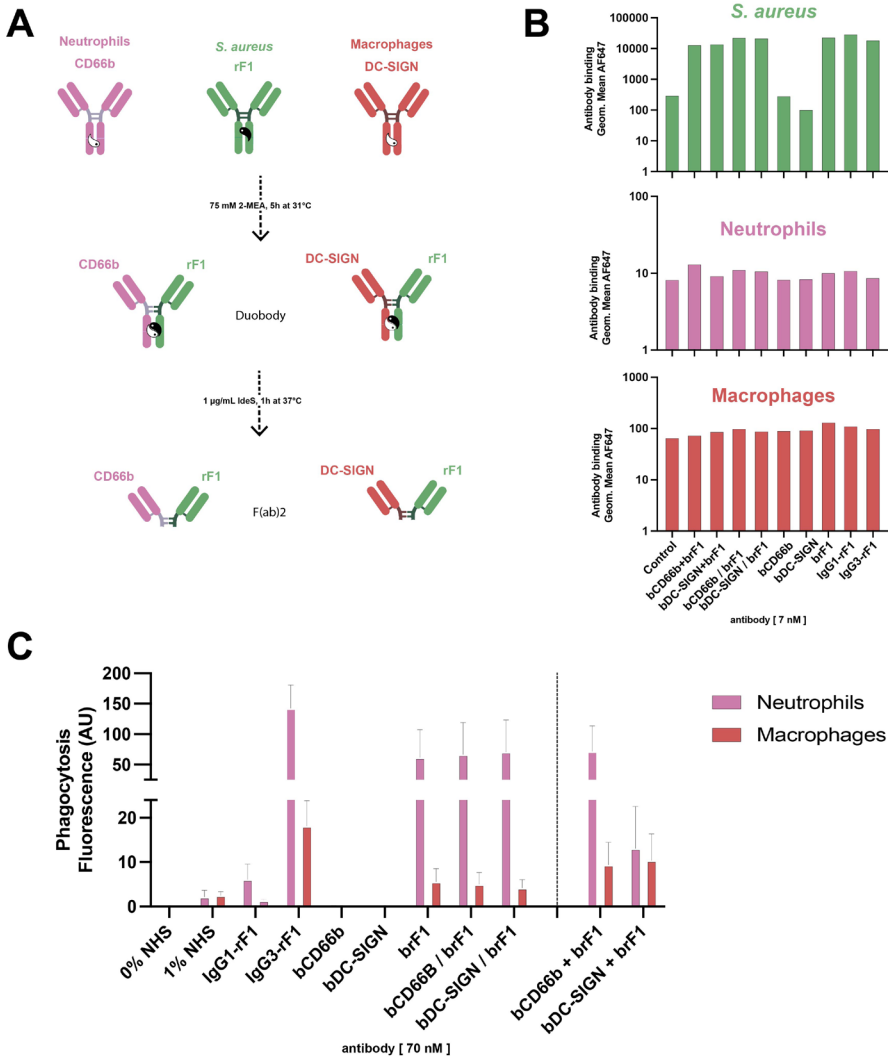 A
Neutrophils
CD66b
S. aureus
rF1
Macrophages
DC-SIGN
75 mM 2-MEA, 5h at 31°C
CD66b
rF1
Duobody
DC-SIGN
rF1
1 µg/mL IdeS, 1h at 37°C
CD66b
rF1
F(ab)2
DC-SIGN
rF1
B
S. aureus
Antibody binding
Geom. Mean AF647
100000
10000
1000
100
10
1
Neutrophils
Antibody binding
Geom. Mean AF647
100
10
1
Macrophages
Antibody binding
Geom. Mean AF647
1000
100
10
1
Control
bCD66b+brF1
bDC-SIGN+brF1
bCD66b / brF1
bDC-SIGN / brF1
bCD66b
bDC-SIGN
brF1
IgG1-rF1
IgG3-rF1
antibody [ 7 nM ]
C
Phagocytosis
Fluorescence (AU)
200
150
100
50
20
10
0
0% NHS
1% NHS
IgG1-rF1
IgG3-rF1
bCD66b
bDC-SIGN
brF1
bCD66B / brF1
bDC-SIGN / brF1
bCD66b + brF1
bDC-SIGN + brF1
antibody [ 70 nM ]
Neutrophils
Macrophages